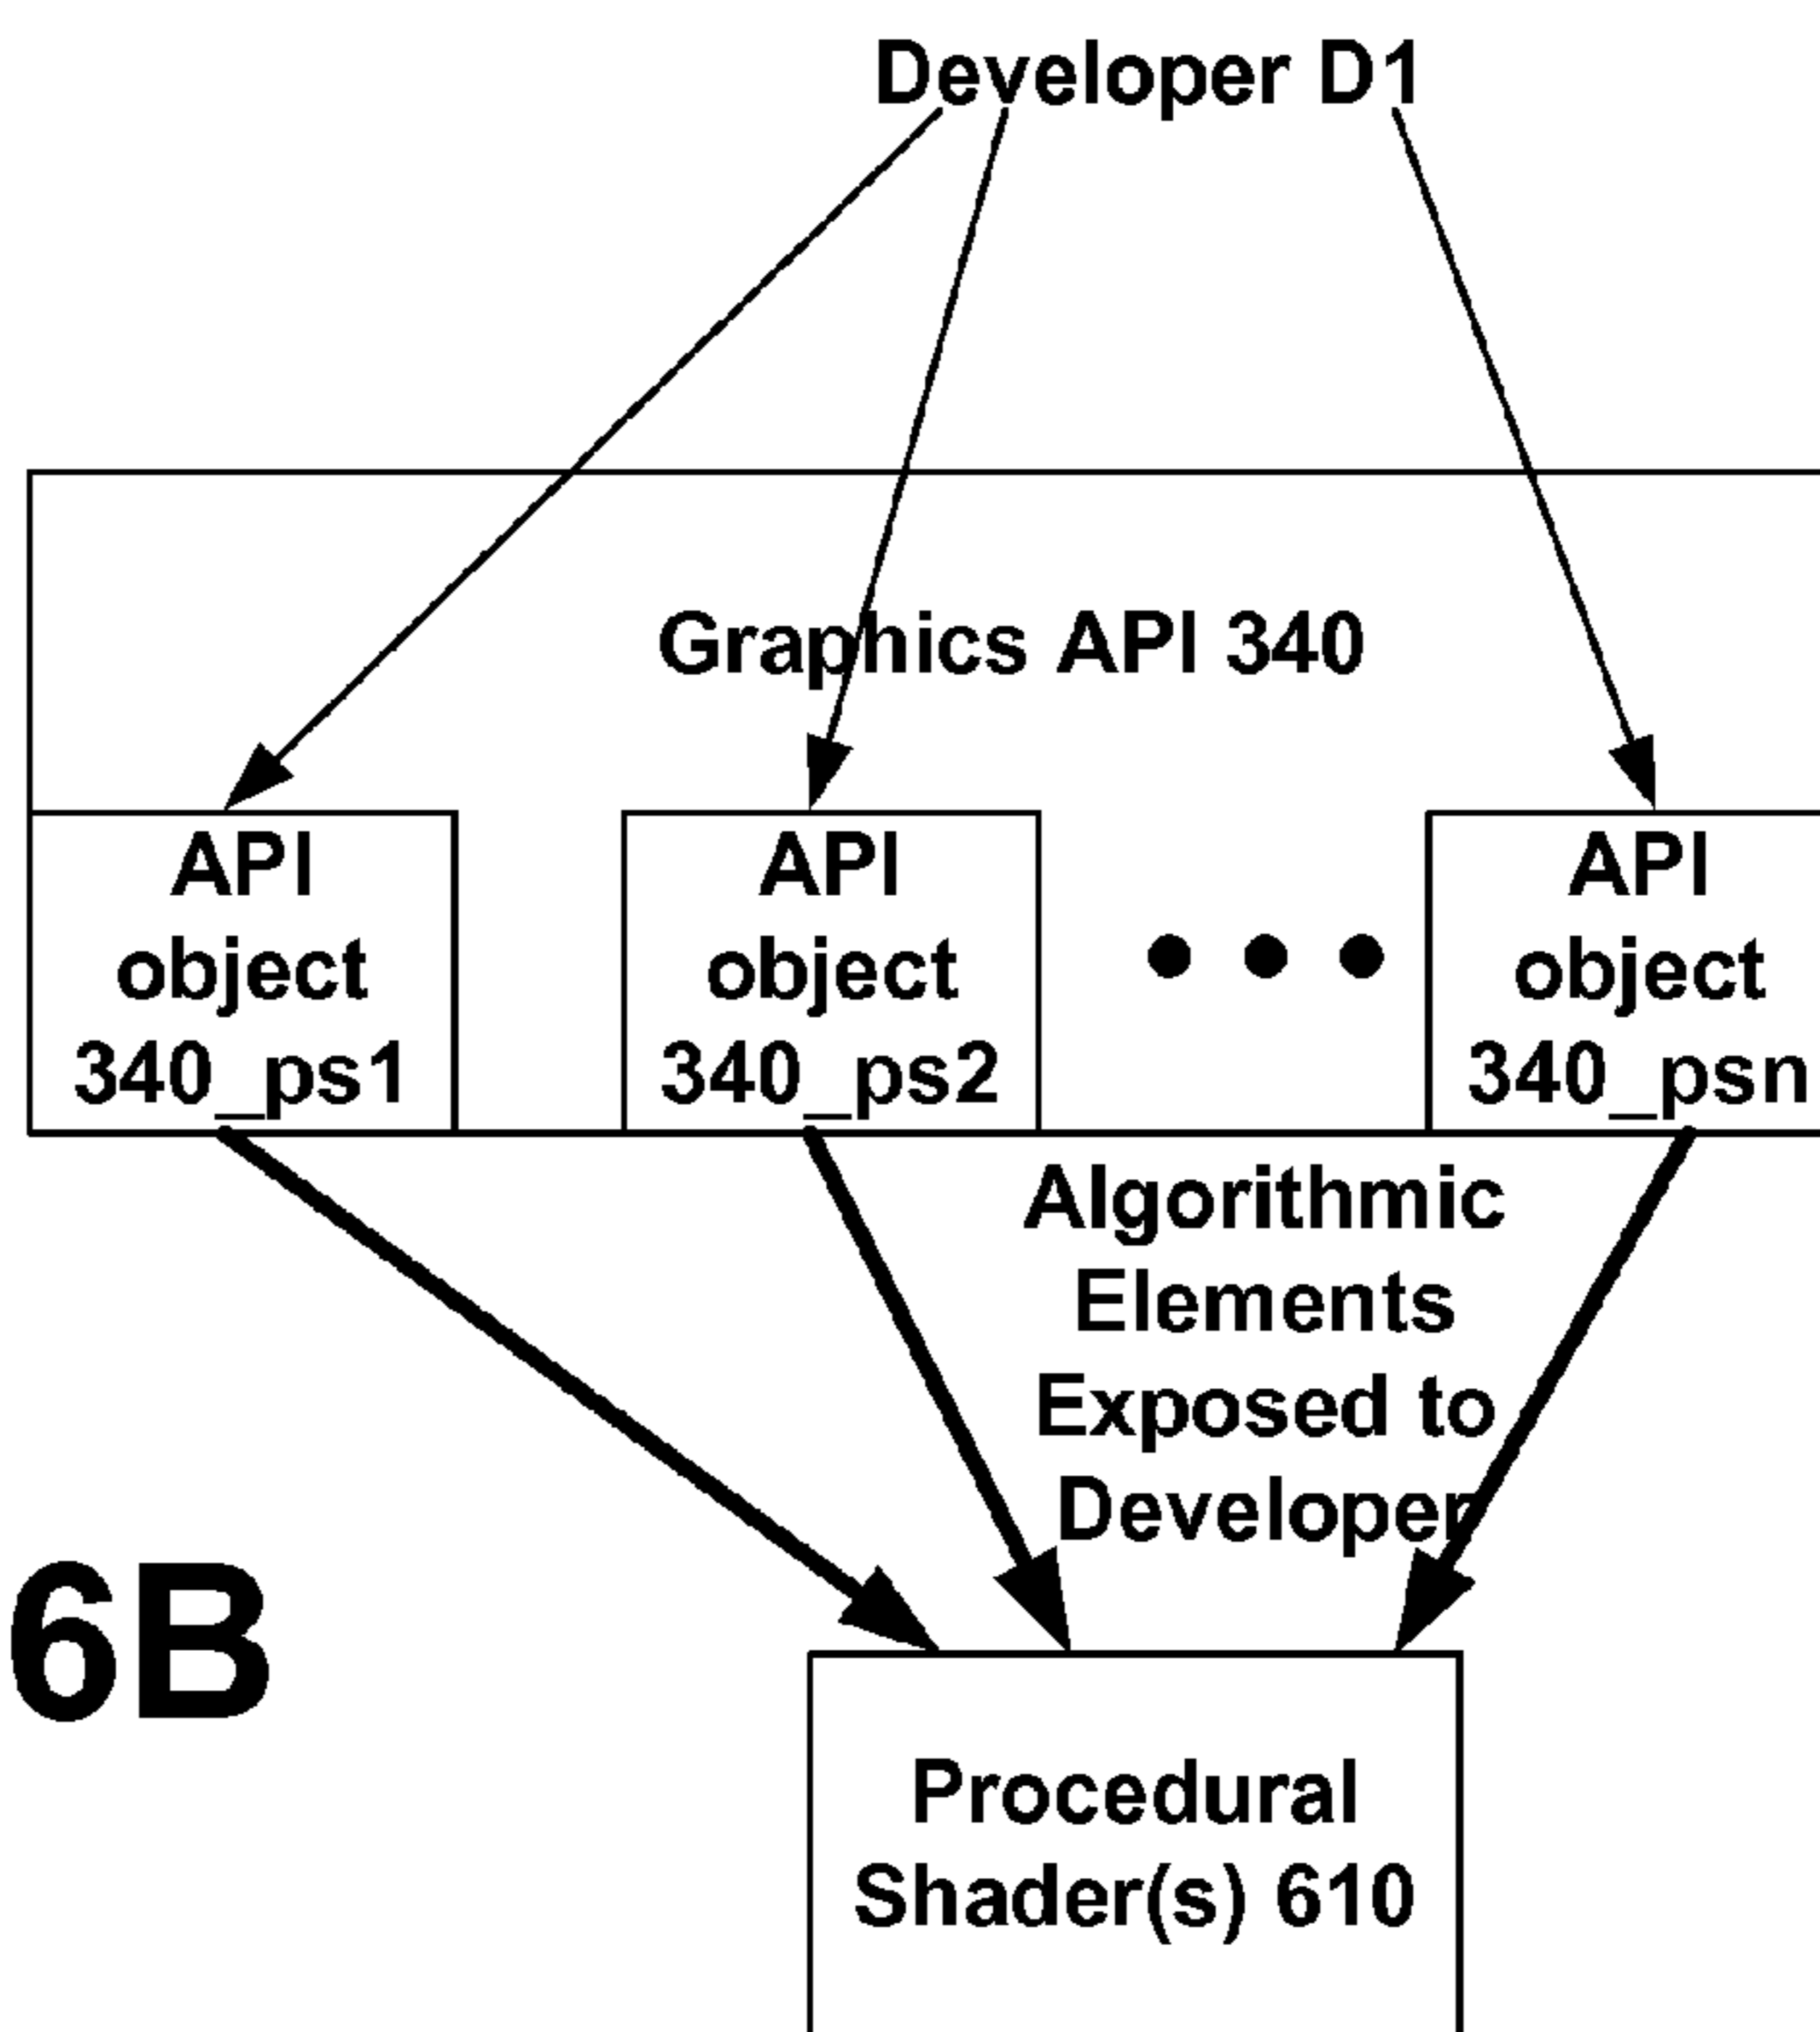 Developer D1
Graphics API 340
API
object
340_ps1
API
object
340_ps2
API
object
340_psn
Algorithmic
Elements
Exposed to
Developer
6B
Procedural
Shader(s) 610